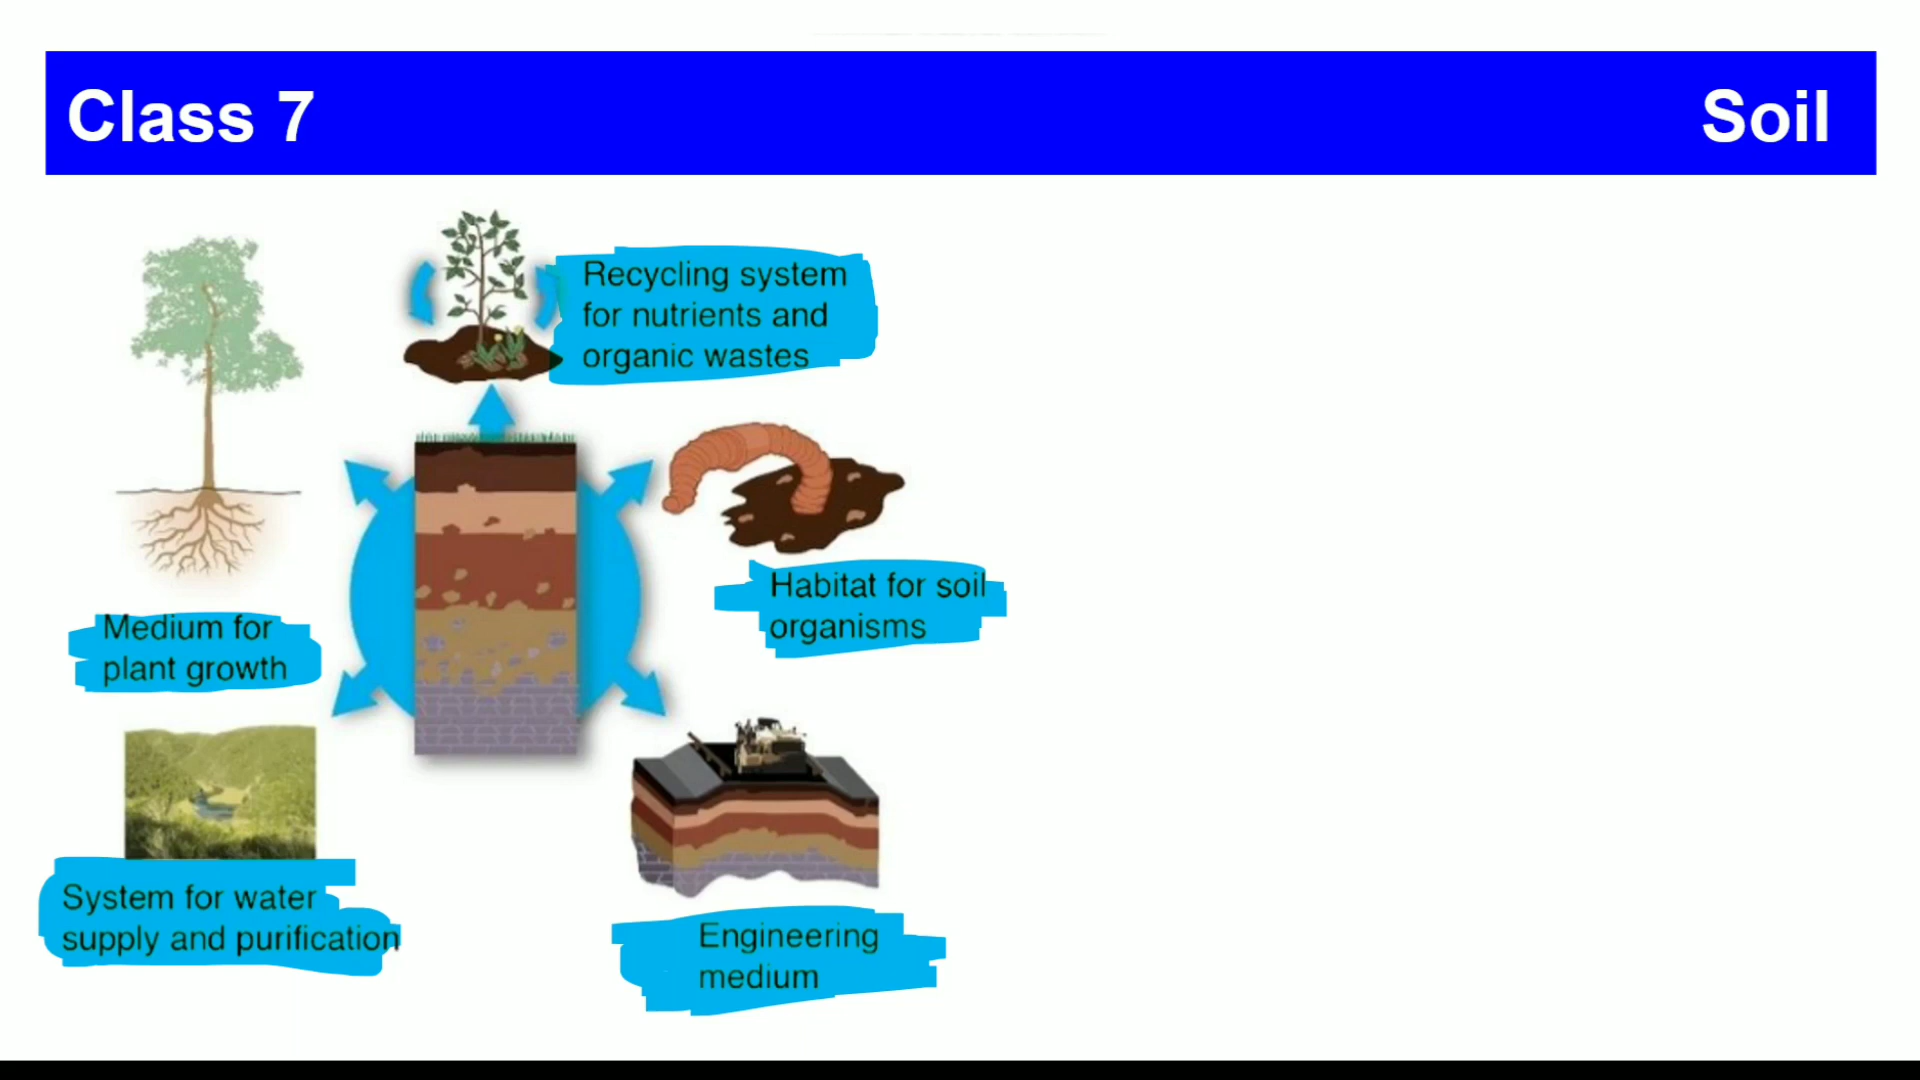 Class 7
Soil
Recycling system
for nutrients and
organic wastes
Habitat for soil
organisms
Medium for
plant growth
System for water
supply and purification
Engineering
medium